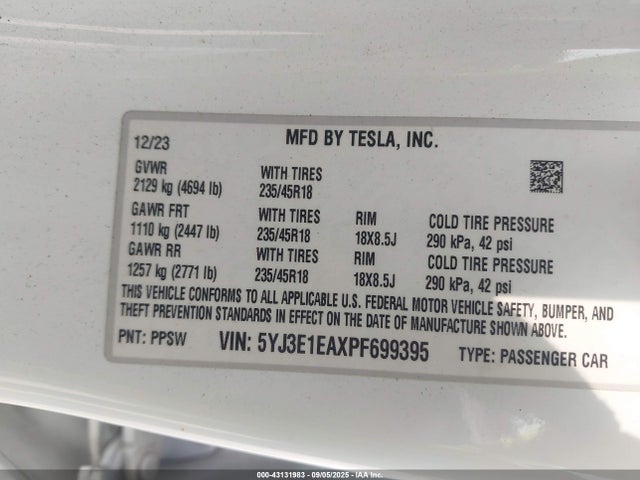 12/23 MFD BY TESLA, INC.
GVWR WITH TIRES
2129 kg (4694 lb) 235/45R18
GAWR FRT WITH TIRES RIM COLD TIRE PRESSURE
1110 kg (2447 lb) 235/45R18 18X8.5J 290 kPa, 42 psi
GAWR RR WITH TIRES RIM COLD TIRE PRESSURE
1257 kg (2771 lb) 235/45R18 18X8.5J 290 kPa, 42 psi
THIS VEHICLE CONFORMS TO ALL APPLICABLE U.S. FEDERAL MOTOR VEHICLE SAFETY, BUMPER, AND
THEFT PREVENTION STANDARDS IN EFFECT ON THE DATE OF MANUFACTURE SHOWN ABOVE.
PNT: PPSW VIN: 5YJ3E1EAXPF699395 TYPE: PASSENGER CAR
000-43131983 - 09/05/2025 - IAAI.COM